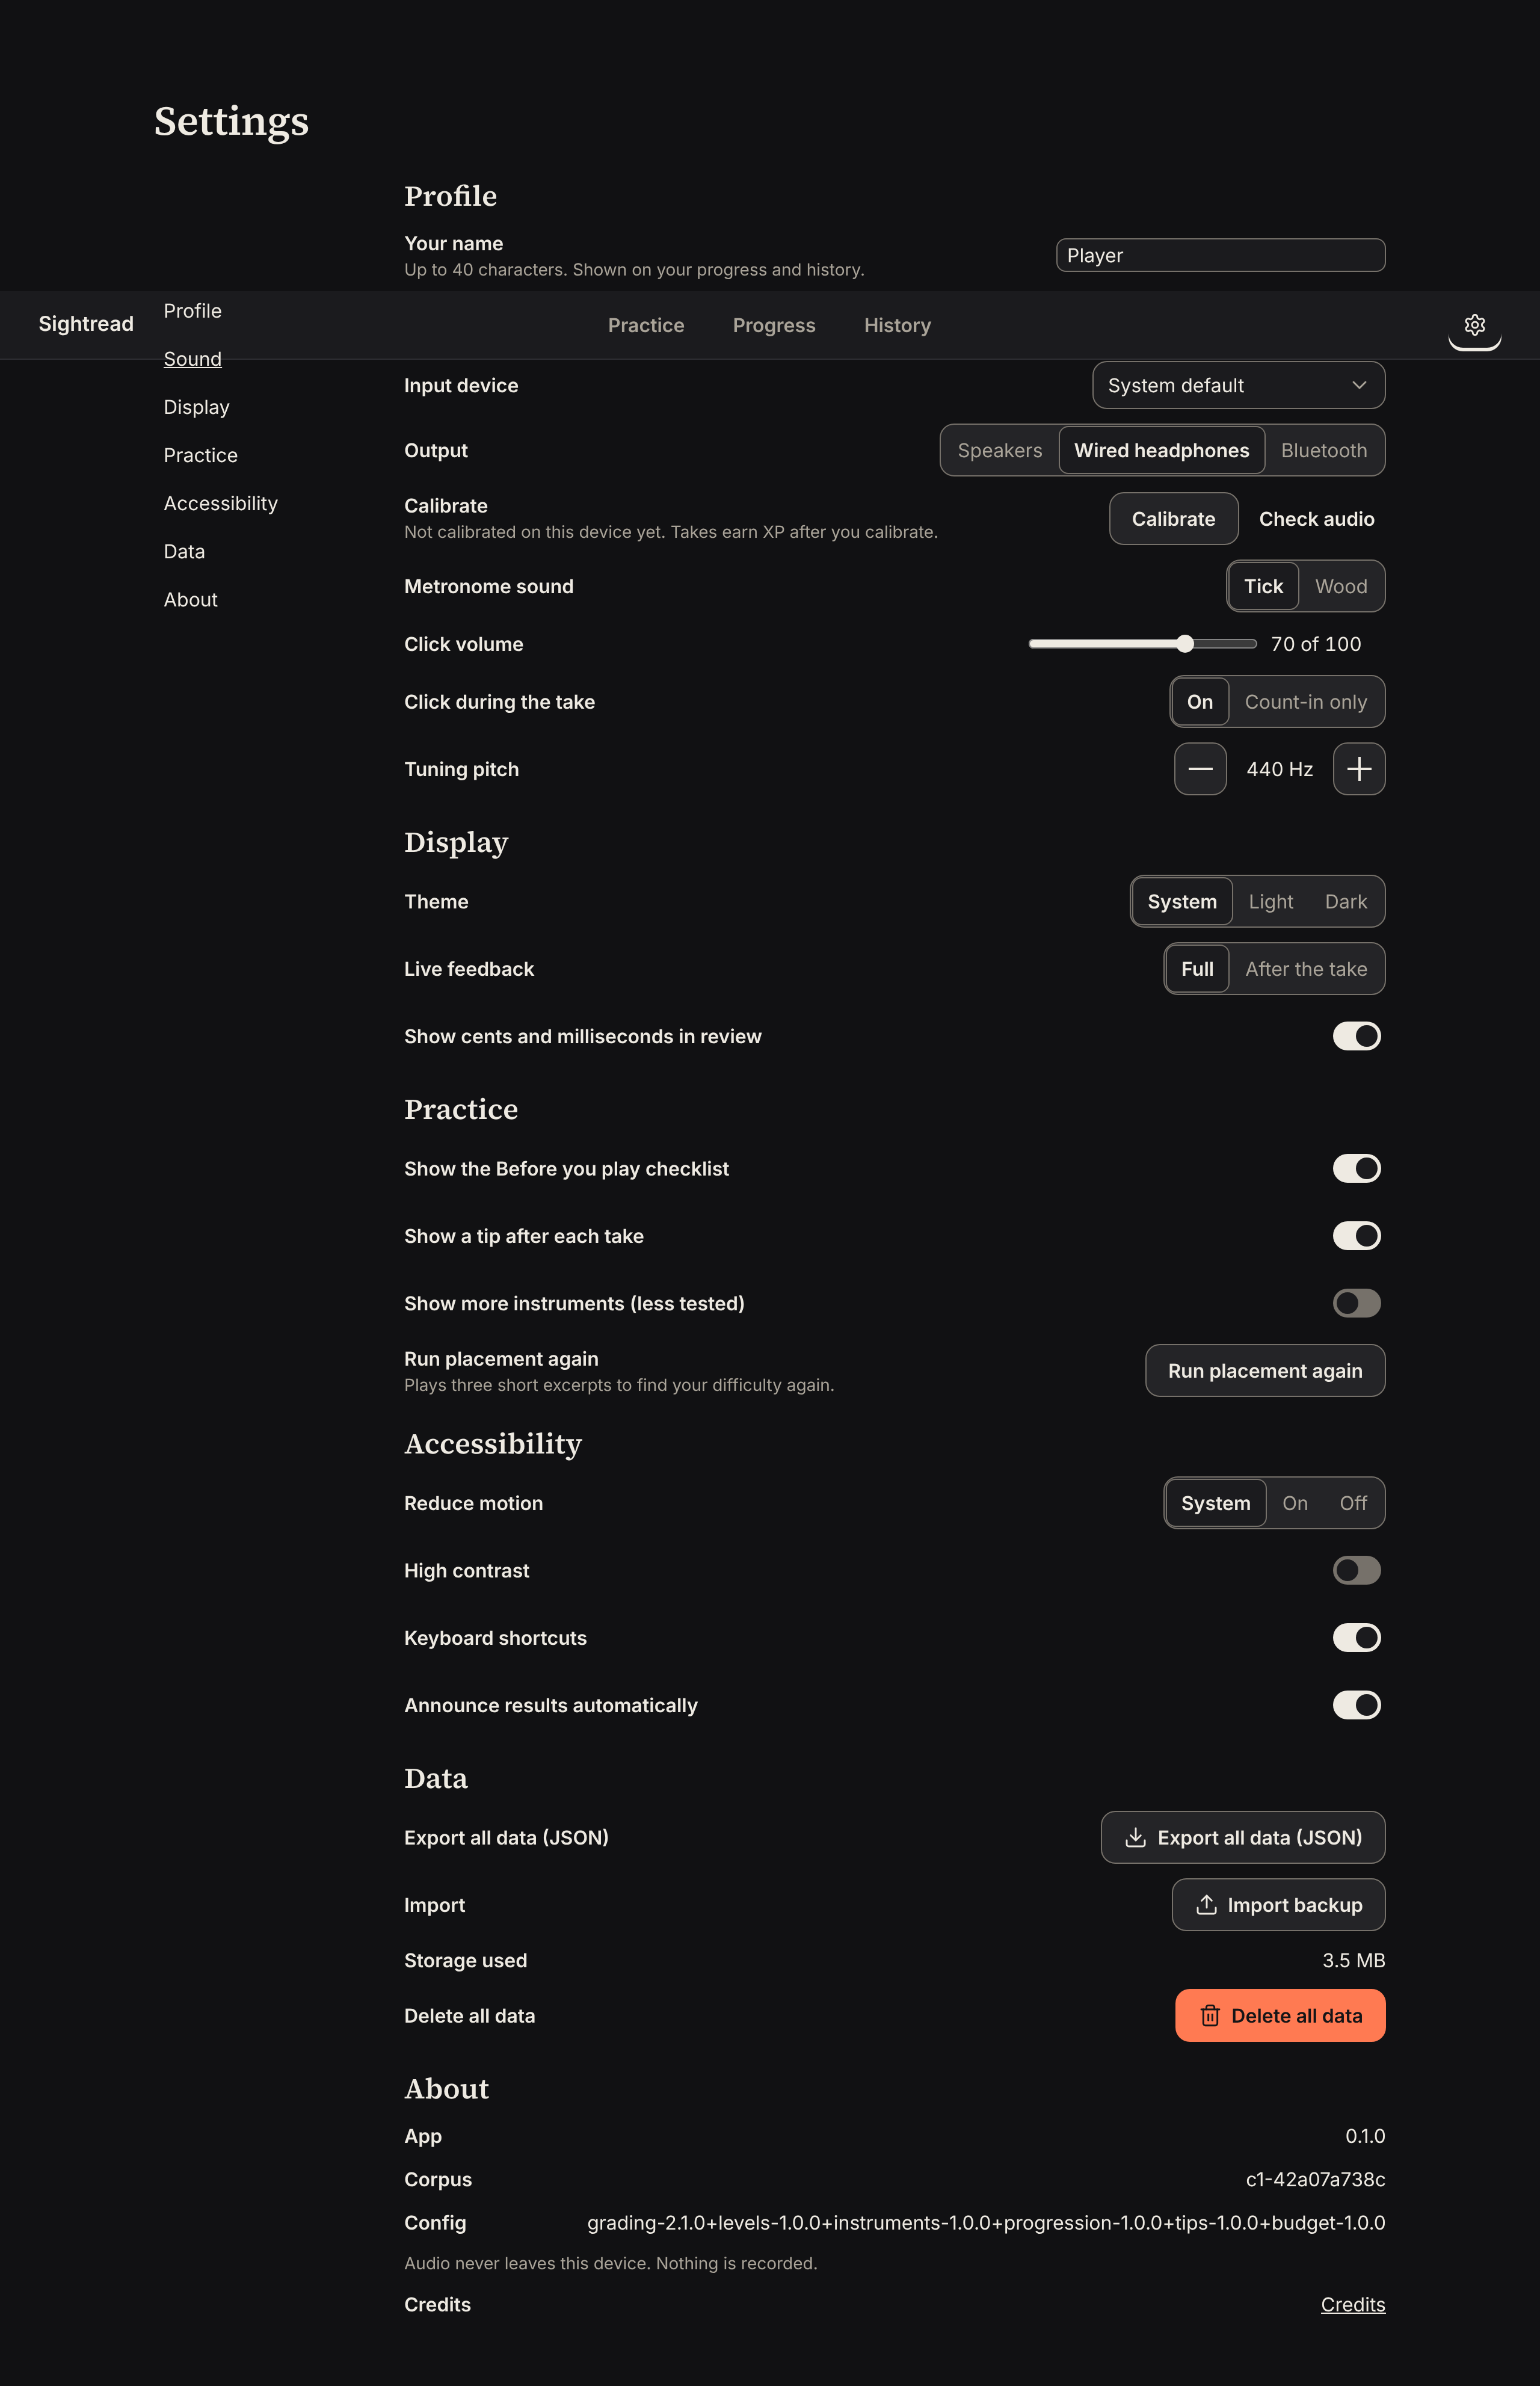 Settings
Profile
Your name
Player
Up to 40 characters. Shown on your progress and history.
Sightread
Practice
Progress
History
Profile
Sound
Display
Practice
Accessibility
Data
About
Input device
System default
Output
Speakers
Wired headphones
Bluetooth
Calibrate
Not calibrated on this device yet. Takes earn XP after you calibrate.
Calibrate
Check audio
Metronome sound
Tick
Wood
Click volume
70 of 100
Click during the take
On
Count-in only
Tuning pitch
440 Hz
Display
Theme
System
Light
Dark
Live feedback
Full
After the take
Show cents and milliseconds in review
Practice
Show the Before you play checklist
Show a tip after each take
Show more instruments (less tested)
Run placement again
Plays three short excerpts to find your difficulty again.
Run placement again
Accessibility
Reduce motion
System
On
Off
High contrast
Keyboard shortcuts
Announce results automatically
Data
Export all data (JSON)
Export all data (JSON)
Import
Import backup
Storage used
3.5 MB
Delete all data
Delete all data
About
App
0.1.0
Corpus
c1-42a07a738c
Config
grading-2.1.0+levels-1.0.0+instruments-1.0.0+progression-1.0.0+tips-1.0.0+budget-1.0.0
Audio never leaves this device. Nothing is recorded.
Credits
Credits